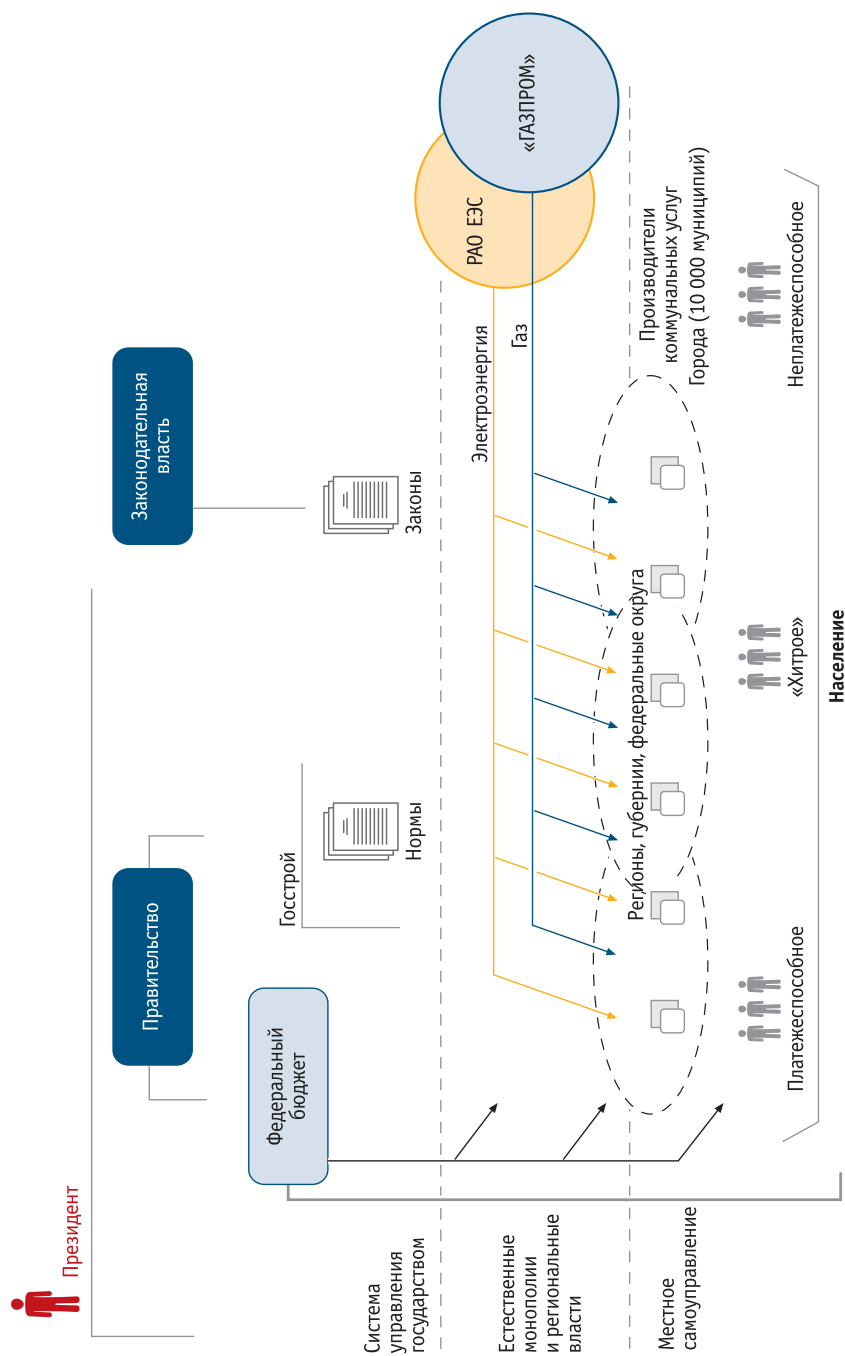 Президент
Правительство
Законодательная
власть
Федеральный
бюджет
Госстрой
Нормы
Законы
Система
управления
государством
Электроэнергия
Газ
РАО ЕЭС
«ГАЗПРОМ»
Естественные
монополии
и региональные
власти
Регионы, губернии, федеральные округа
Производители
коммунальных услуг
Города (10 000 муниципий)
Местное
самоуправление
Платежеспособное
«Хитрое»
Неплатежеспособное
Население